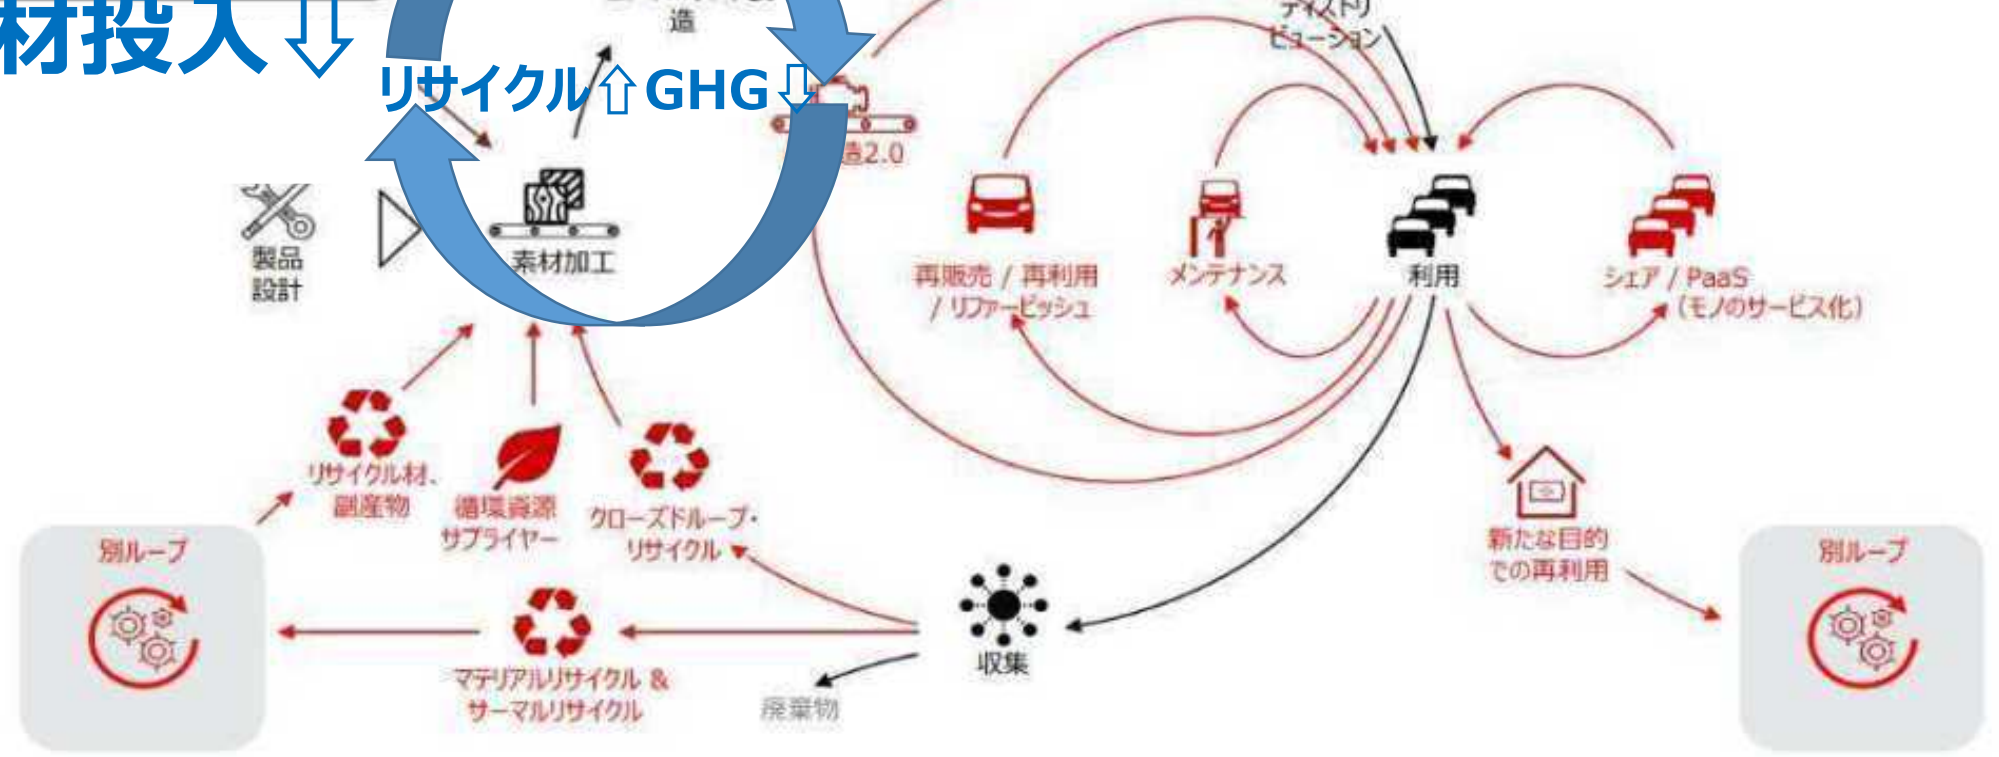 材投入⇩
造
ディストリ
ビューション
リサイクル⇧GHG⇩
造2.0
製品
設計
素材加工
再販売 / 再利用
/ リファービッシュ
メンテナンス
利用
シェア / PaaS
(モノのサービス化)
リサイクル材、
副産物
循環資源
サプライヤー
クローズドループ・
リサイクル
新たな目的
での再利用
別ループ
別ループ
収集
マテリアルリサイクル &
サーマルリサイクル
廃棄物